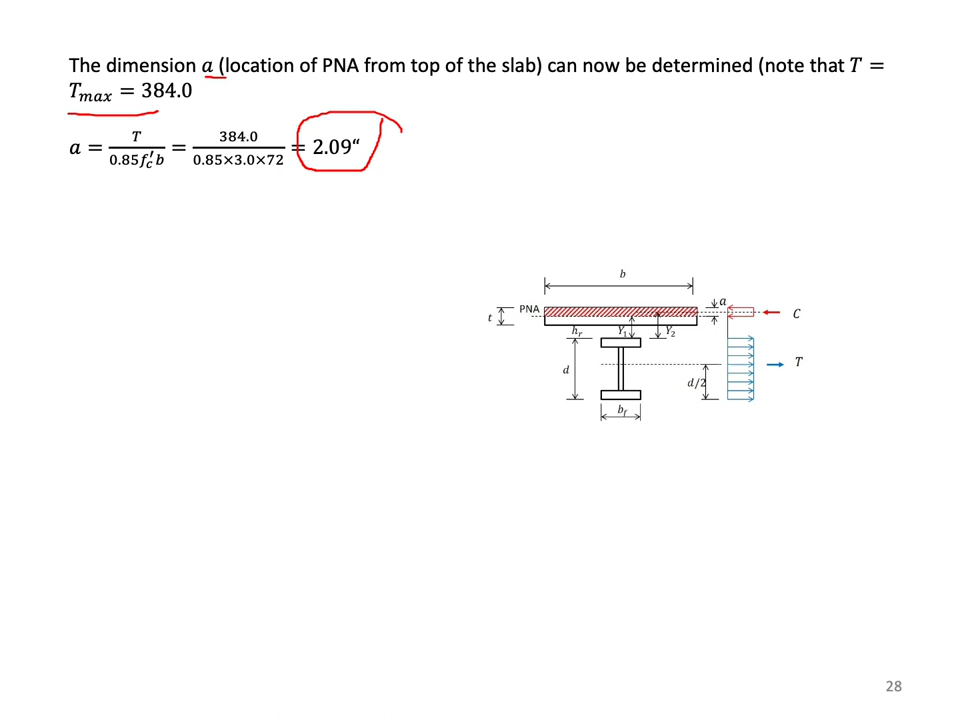 The dimension a (location of PNA from top of the slab) can now be determined (note that T =
Tmax = 384.0
a = T / 0.85f′c b = 384.0 / 0.85×3.0×72 = 2.09“
b
a
PNA
t
C
hr
Y1
Y2
T
d
d/2
bf
28